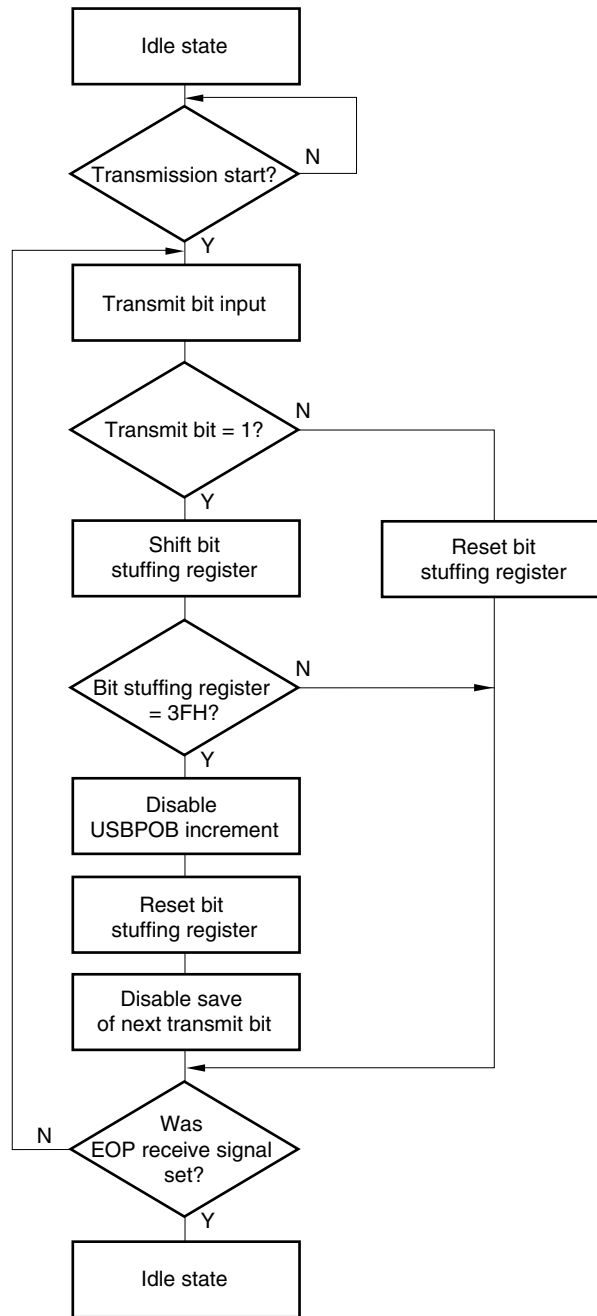 Idle state
Transmission start?
N
Y
Transmit bit input
Transmit bit = 1?
N
Y
Shift bit
stuffing register
Reset bit
stuffing register
Bit stuffing register
= 3FH?
N
Y
Disable
USBPOB increment
Reset bit
stuffing register
Disable save
of next transmit bit
Was
EOP receive signal
set?
N
Y
Idle state